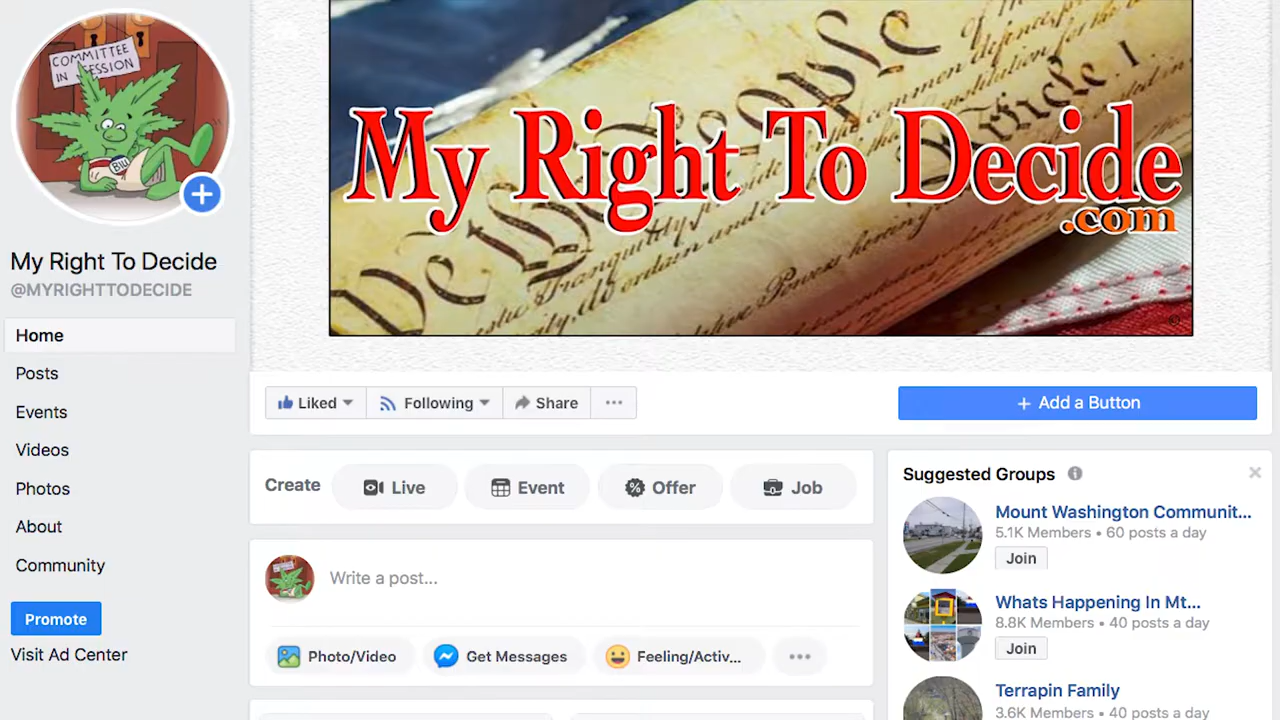 COMMITTEE
IN SESSION
BILL
My Right To Decide
@MYRIGHTTODECIDE
Home
Posts
Events
Videos
Photos
About
Community
Promote
Visit Ad Center
We the People
Article 1
My Right To Decide
.com
Liked
Following
Share
+ Add a Button
Create
Live
Event
Offer
Job
Write a post...
Photo/Video
Get Messages
Feeling/Activ...
Suggested Groups
Mount Washington Communit...
5.1K Members • 60 posts a day
Join
Whats Happening In Mt...
8.8K Members • 40 posts a day
Join
Terrapin Family
3.6K Members • 40 posts a day